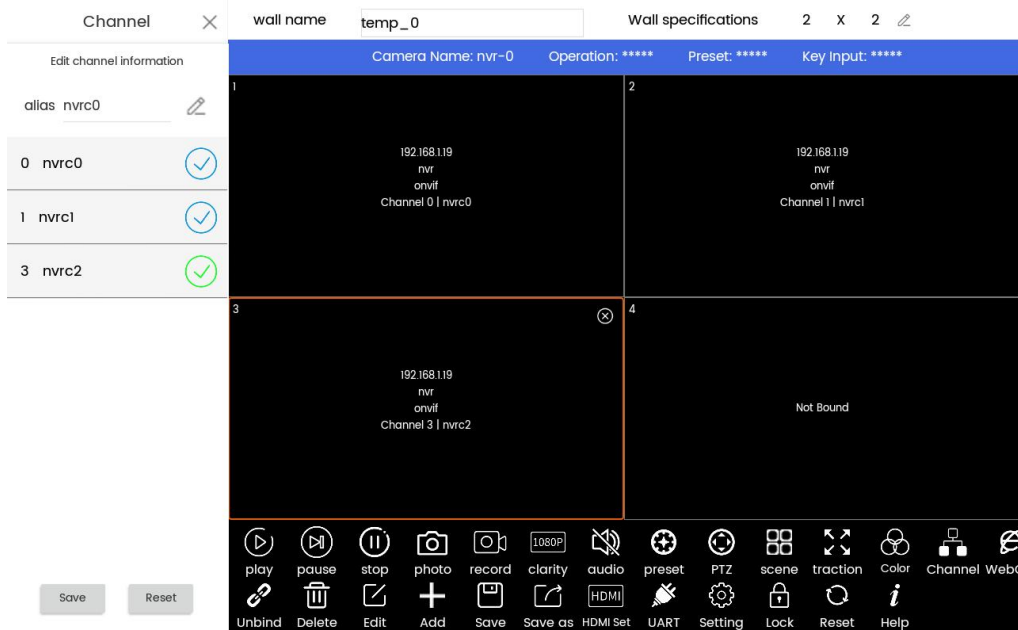 Channel
Edit channel information
alias nvrc0
0 nvrc0
1 nvrc1
3 nvrc2
Save Reset
wall name temp_0 Wall specifications 2 X 2
Camera Name: nvr-0 Operation: ***** Preset: ***** Key Input: *****
1
192.168.1.19
nvr
onvif
Channel 0 | nvrc0
2
192.168.1.19
nvr
onvif
Channel 1 | nvrc1
3
192.168.1.19
nvr
onvif
Channel 3 | nvrc2
4
Not Bound
1080P
play pause stop photo record clarity audio preset PTZ scene traction Color Channel Web
HDMI
Unbind Delete Edit Add Save Save as HDMI Set UART Setting Lock Reset Help